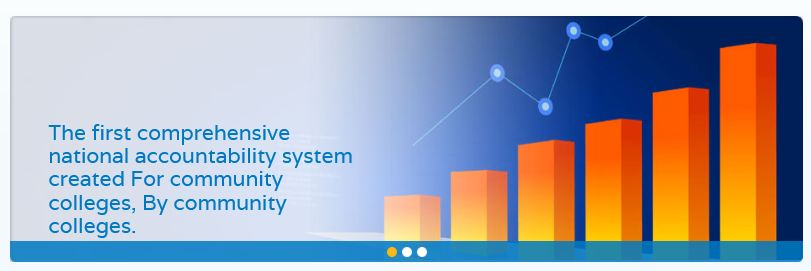 The first comprehensive
national accountability system
created For community
colleges, By community
colleges.